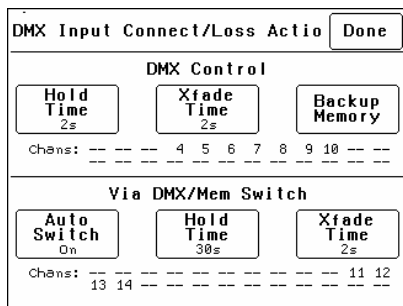 DMX Input Connect/Loss Actio Done
DMX Control
Hold Time 2s
Xfade Time 2s
Backup Memory
Chans: -- -- -- 4 5 6 7 8 9 10 -- --
-- -- -- -- -- -- -- -- -- -- -- --
Via DMX/Mem Switch
Auto Switch On
Hold Time 30s
Xfade Time 2s
Chans: -- -- -- -- -- -- -- -- -- -- 11 12
13 14 -- -- -- -- -- -- -- -- -- --